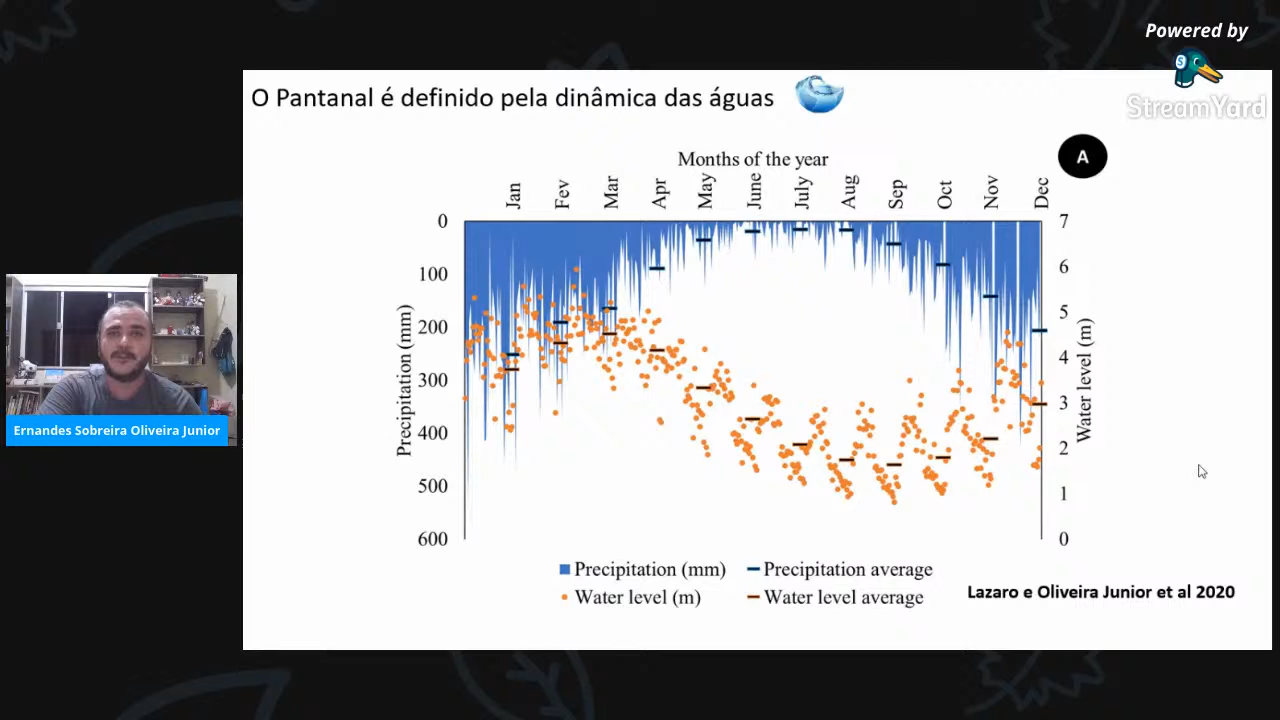 Powered by
StreamYard
O Pantanal é definido pela dinâmica das águas
A
Months of the year
Jan Fev Mar Apr May June July Aug Sep Oct Nov Dec
0
100
200
300
400
500
600
Precipitation (mm)
7
6
5
4
3
2
1
0
Water level (m)
Precipitation (mm) Precipitation average
Water level (m) Water level average
Lazaro e Oliveira Junior et al 2020
Ernandes Sobreira Oliveira Junior